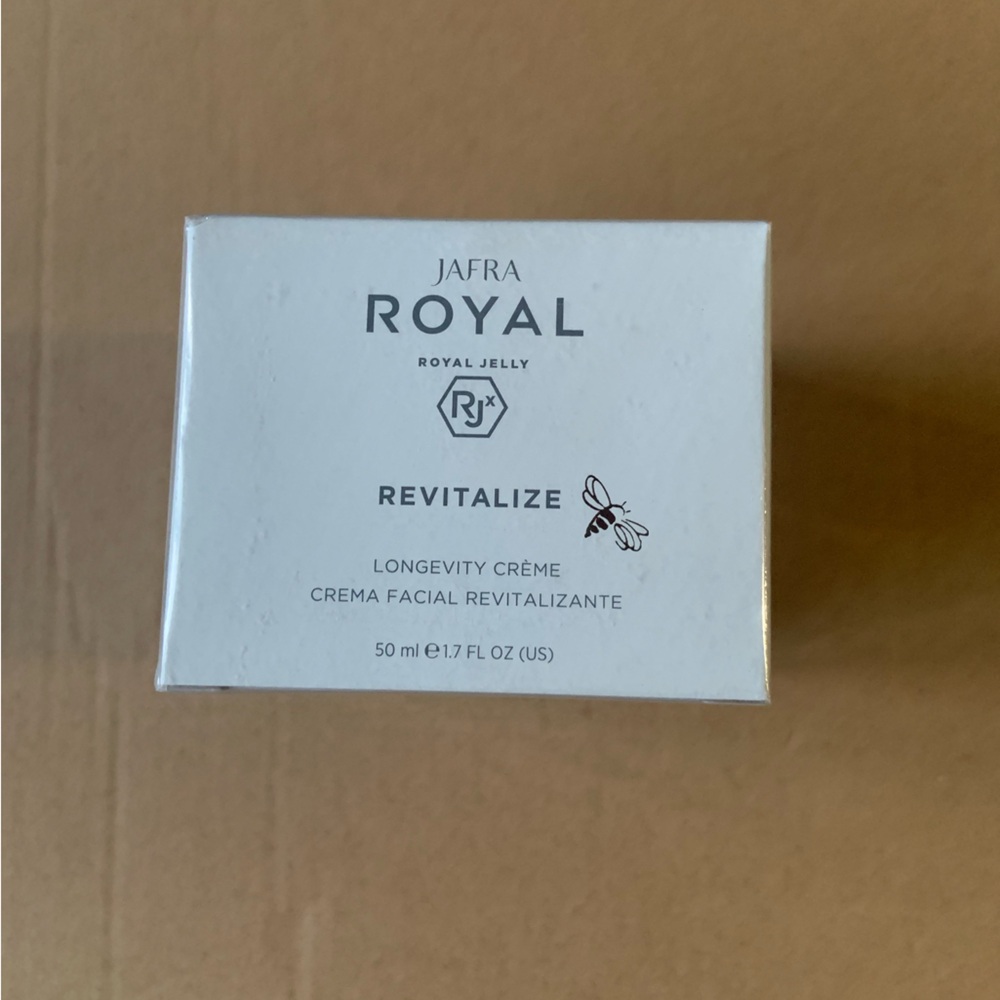 JAFRA
ROYAL
ROYAL JELLY
RJx
REVITALIZE
LONGEVITY CRÈME
CREMA FACIAL REVITALIZANTE
50 ml ℮ 1.7 FL OZ (US)